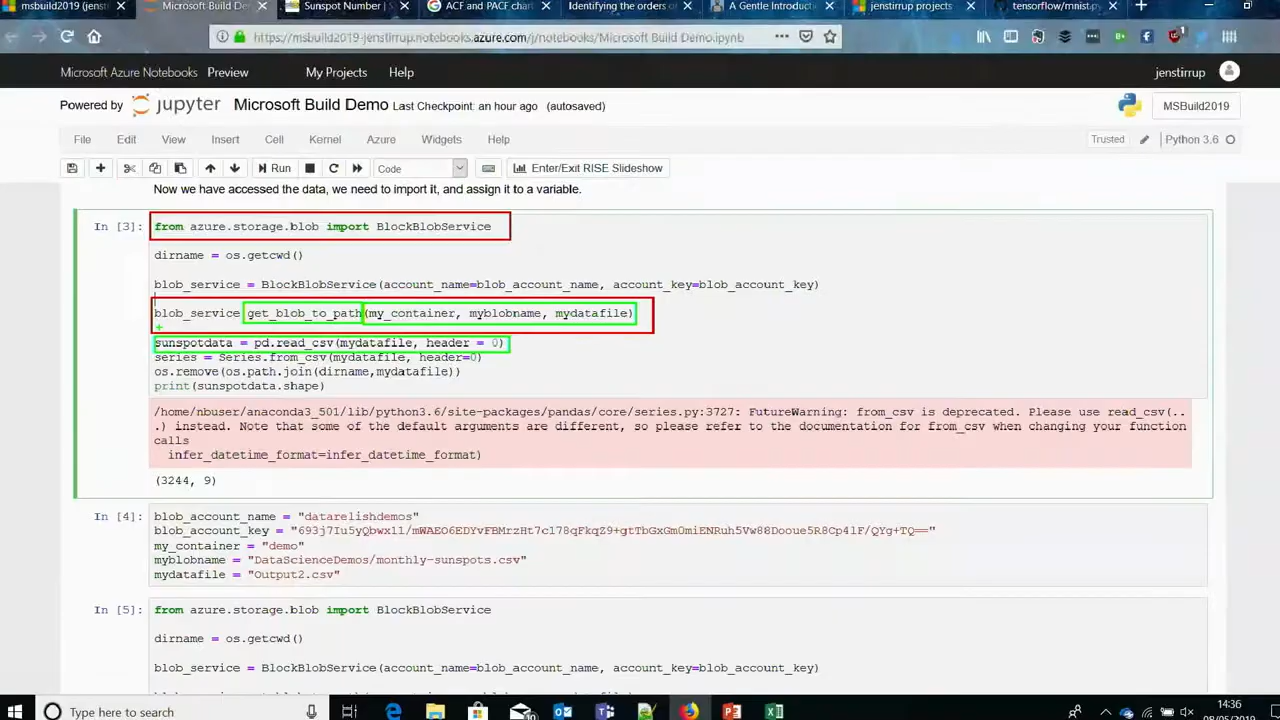 msbuild2019/jenstirrup
Microsoft Build Demo
Sunspot Number |
ACF and PACF chart
Identifying the orders o
A Gentle Introduct
jenstirrup projects
tensorflow/mnist.py
https://msbuild2019-jenstirrup.notebooks.azure.com/j/notebooks/Microsoft Build Demo.ipynb
Microsoft Azure Notebooks Preview My Projects Help jenstirrup
Powered by jupyter Microsoft Build Demo Last Checkpoint: an hour ago (autosaved) MSBuild2019
File Edit View Insert Cell Kernel Azure Widgets Help Trusted Python 3.6
Run Code Enter/Exit RISE Slideshow
Now we have accessed the data, we need to import it, and assign it to a variable.
In [3]: from azure.storage.blob import BlockBlobService
dirname = os.getcwd()
blob_service = BlockBlobService(account_name=blob_account_name, account_key=blob_account_key)
blob_service get_blob_to_path(my_container, myblobname, mydatafile)
sunspotdata = pd.read_csv(mydatafile, header = 0)
series = Series.from_csv(mydatafile, header=0)
os.remove(os.path.join(dirname,mydatafile))
print(sunspotdata.shape)
/home/nbuser/anaconda3_501/lib/python3.6/site-packages/pandas/core/series.py:3727: FutureWarning: from_csv is deprecated. Please use read_csv(..
.) instead. Note that some of the default arguments are different, so please refer to the documentation for from_csv when changing your function
calls
infer_datetime_format=infer_datetime_format)
(3244, 9)
In [4]: blob_account_name = "datarelishdemos"
blob_account_key =
my_container = "demo"
myblobname = "DataScienceDemos/monthly-sunspots.csv"
mydatafile = "Output2.csv"
In [5]: from azure.storage.blob import BlockBlobService
dirname = os.getcwd()
blob_service = BlockBlobService(account_name=blob_account_name, account_key=blob_account_key)
Type here to search
14:36
08/05/2019